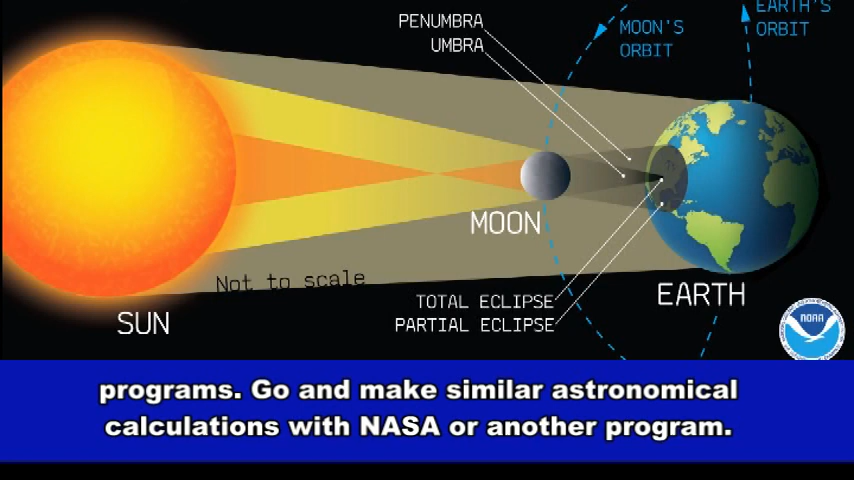 PENUMBRA
UMBRA
MOON'S
ORBIT
EARTH'S
ORBIT
MOON
Not to scale
TOTAL ECLIPSE
PARTIAL ECLIPSE
EARTH
SUN
NOAA
programs. Go and make similar astronomical
calculations with NASA or another program.